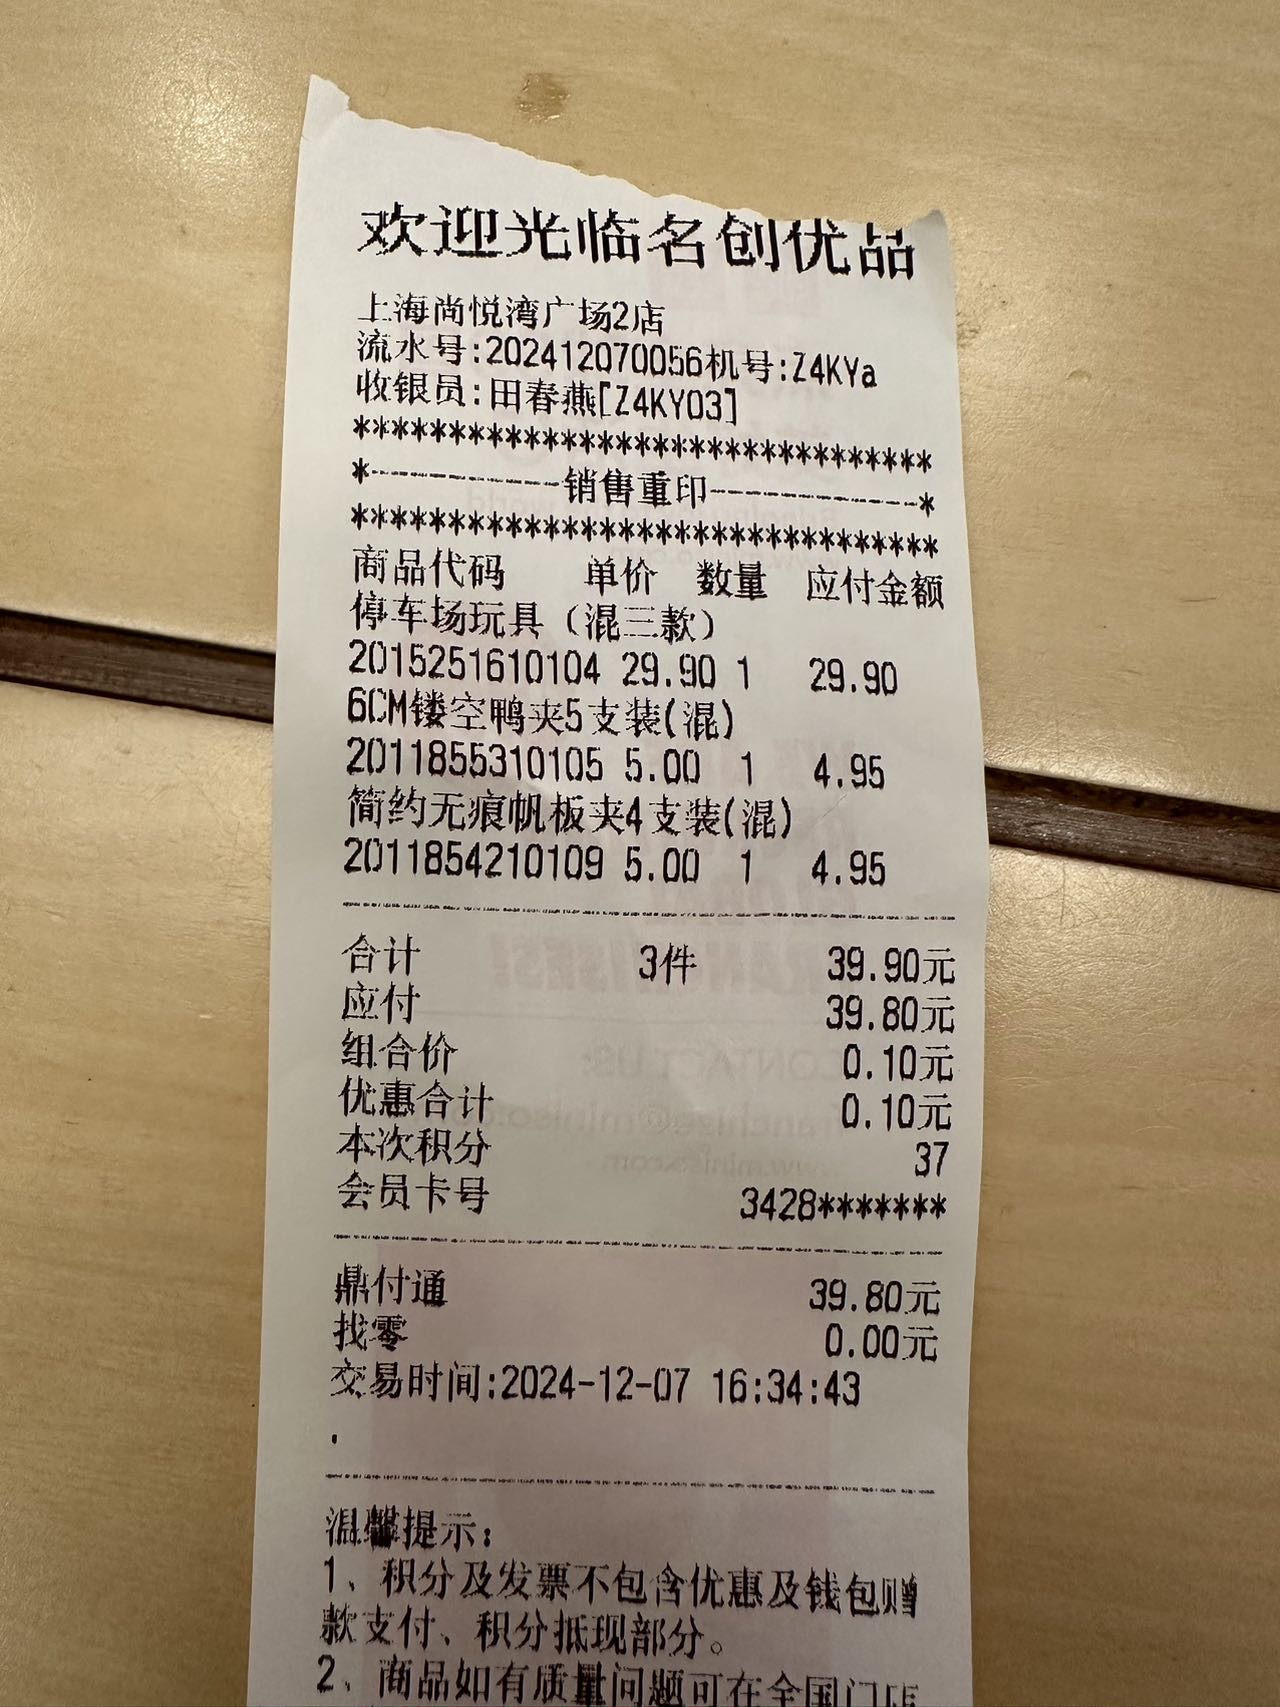 欢迎光临名创优品
上海尚悦湾广场2店
流水号:202412070056机号:Z4KYa
收银员:田春燕[Z4KY03]
*******************************
*----------销售重印-----------*
*******************************
商品代码 单价 数量 应付金额
停车场玩具（混三款）
2015251610104 29.90 1 29.90
6CM镂空鸭夹5支装(混)
2011855310105 5.00 1 4.95
简约无痕帆板夹4支装(混)
2011854210109 5.00 1 4.95
合计 3件 39.90元
应付 39.80元
组合价 0.10元
优惠合计 0.10元
本次积分 37
会员卡号 3428*******
鼎付通 39.80元
找零 0.00元
交易时间:2024-12-07 16:34:43
.
温馨提示:
1、积分及发票不包含优惠及钱包赠
款支付、积分抵现部分。
2、商品如有质量问题可在全国门店